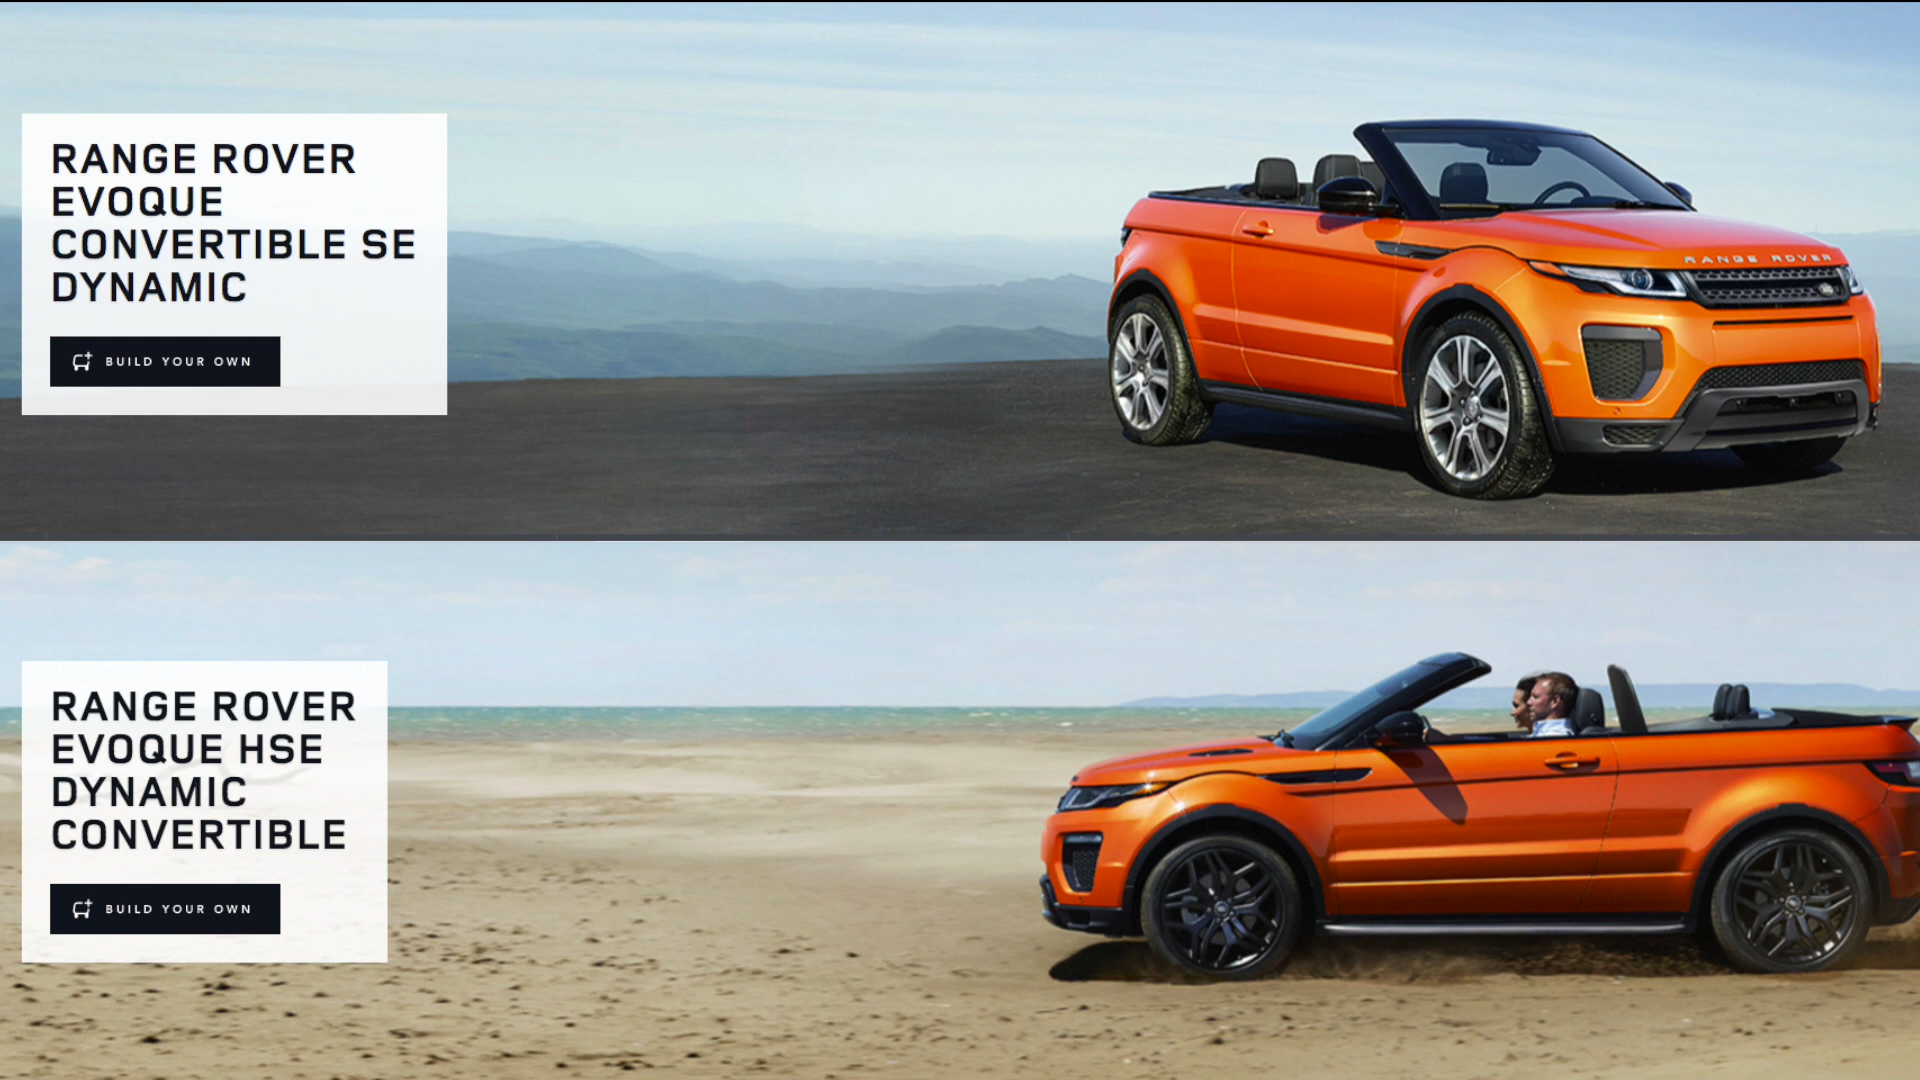 RANGE ROVER
EVOQUE
CONVERTIBLE SE
DYNAMIC
BUILD YOUR OWN
RANGE ROVER
RANGE ROVER
EVOQUE HSE
DYNAMIC
CONVERTIBLE
BUILD YOUR OWN